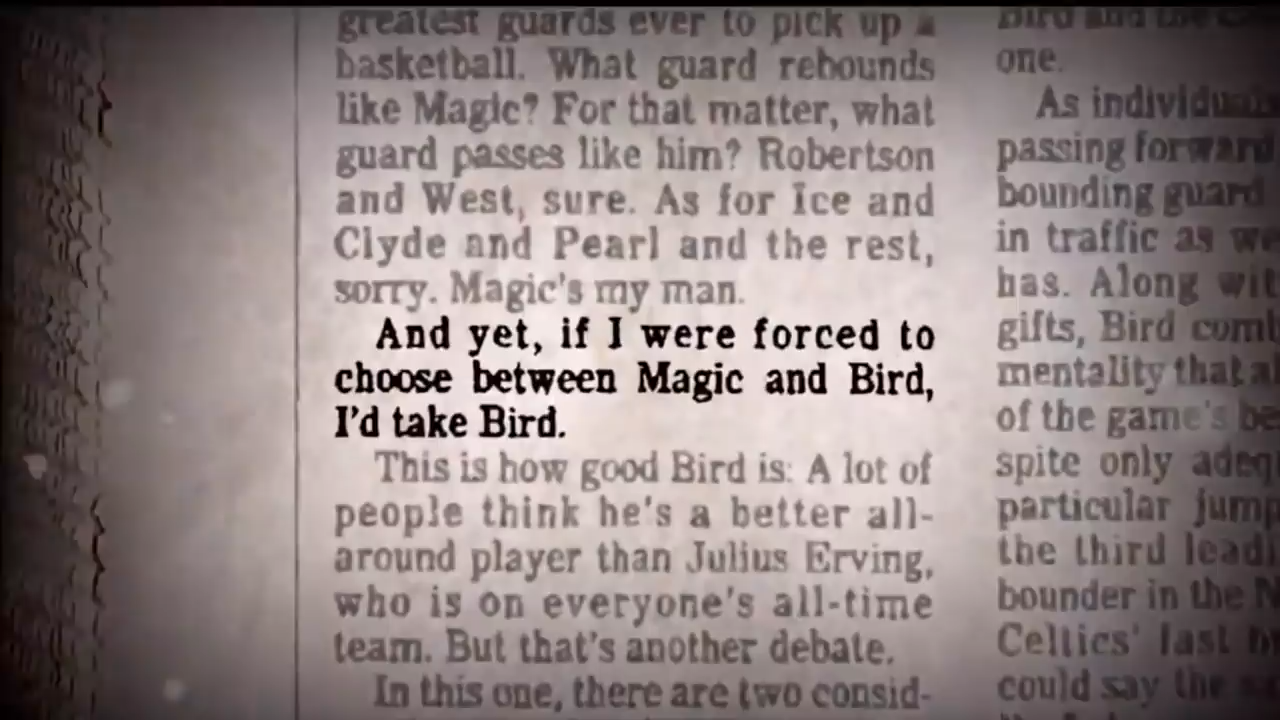 greatest guards ever to pick up a
basketball. What guard rebounds
like Magic? For that matter, what
guard passes like him? Robertson
and West, sure. As for Ice and
Clyde and Pearl and the rest,
sorry. Magic's my man.
And yet, if I were forced to
choose between Magic and Bird,
I'd take Bird.
This is how good Bird is: A lot of
people think he's a better all-
around player than Julius Erving,
who is on everyone's all-time
team. But that's another debate.
In this one, there are two consid-
Bird and the
one.
As individuals
passing forward
bounding guard
in traffic as
has. Along
gifts, Bird
mentality that
of the game's
spite only
particular
the third
bounder in the
Celtics' last
could say the